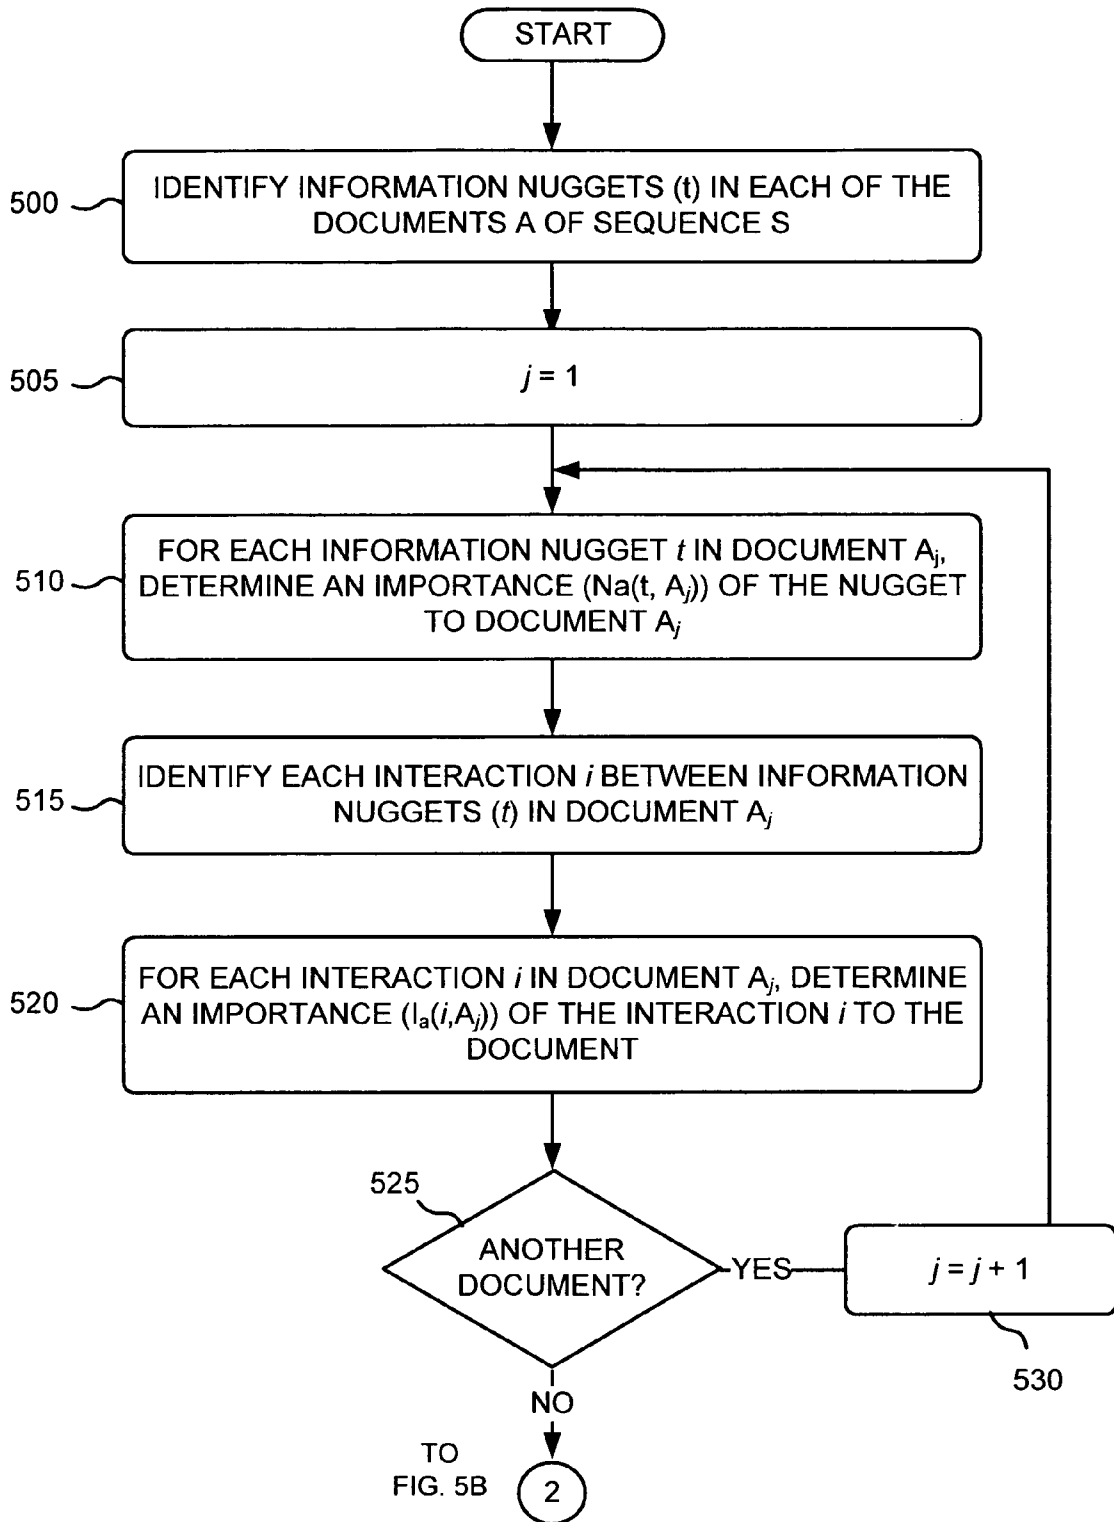 START
500
IDENTIFY INFORMATION NUGGETS (t) IN EACH OF THE
DOCUMENTS A OF SEQUENCE S
505
j = 1
510
FOR EACH INFORMATION NUGGET t IN DOCUMENT Aj,
DETERMINE AN IMPORTANCE (Na(t, Aj)) OF THE NUGGET
TO DOCUMENT Aj
515
IDENTIFY EACH INTERACTION i BETWEEN INFORMATION
NUGGETS (t) IN DOCUMENT Aj
520
FOR EACH INTERACTION i IN DOCUMENT Aj, DETERMINE
AN IMPORTANCE (Ia(i,Aj)) OF THE INTERACTION i TO THE
DOCUMENT
525
ANOTHER
DOCUMENT?
YES
j = j + 1
530
NO
TO
FIG. 5B
2